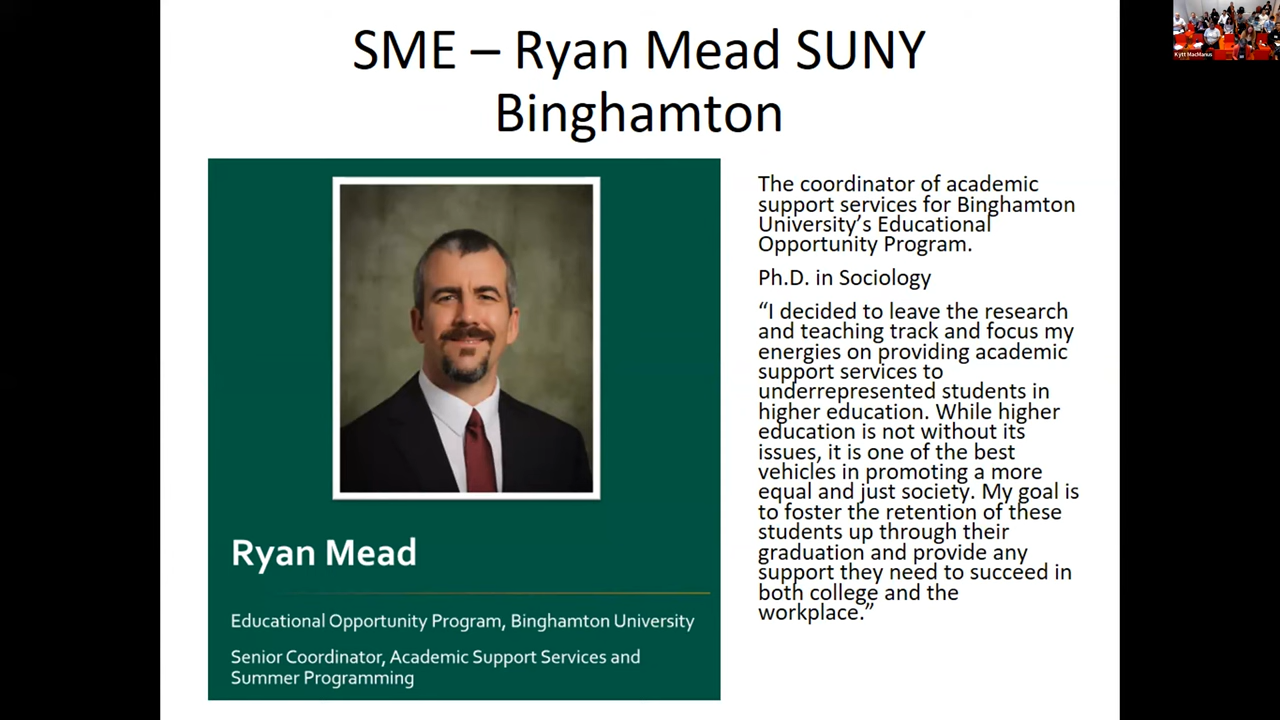 SME – Ryan Mead SUNY
Binghamton
Ryan Mead
Educational Opportunity Program, Binghamton University
Senior Coordinator, Academic Support Services and
Summer Programming
The coordinator of academic
support services for Binghamton
University’s Educational
Opportunity Program.
Ph.D. in Sociology
“I decided to leave the research
and teaching track and focus my
energies on providing academic
support services to
underrepresented students in
higher education. While higher
education is not without its
issues, it is one of the best
vehicles in promoting a more
equal and just society. My goal is
to foster the retention of these
students up through their
graduation and provide any
support they need to succeed in
both college and the
workplace.”
Kytt MacManus